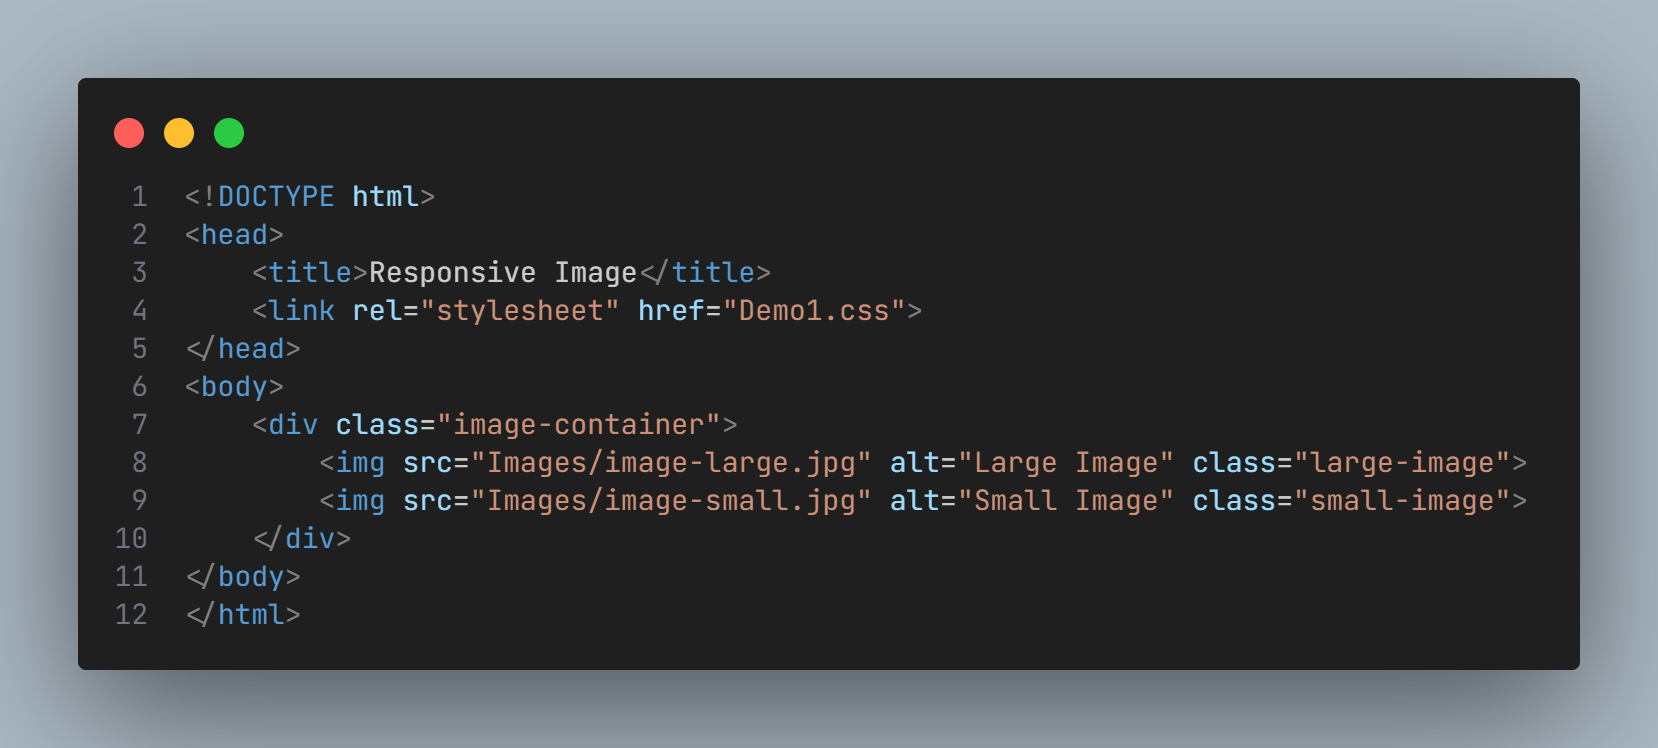 1 <!DOCTYPE html>
2 <head>
3     <title>Responsive Image</title>
4     <link rel="stylesheet" href="Demo1.css">
5 </head>
6 <body>
7     <div class="image-container">
8         <img src="Images/image-large.jpg" alt="Large Image" class="large-image">
9         <img src="Images/image-small.jpg" alt="Small Image" class="small-image">
10     </div>
11 </body>
12 </html>